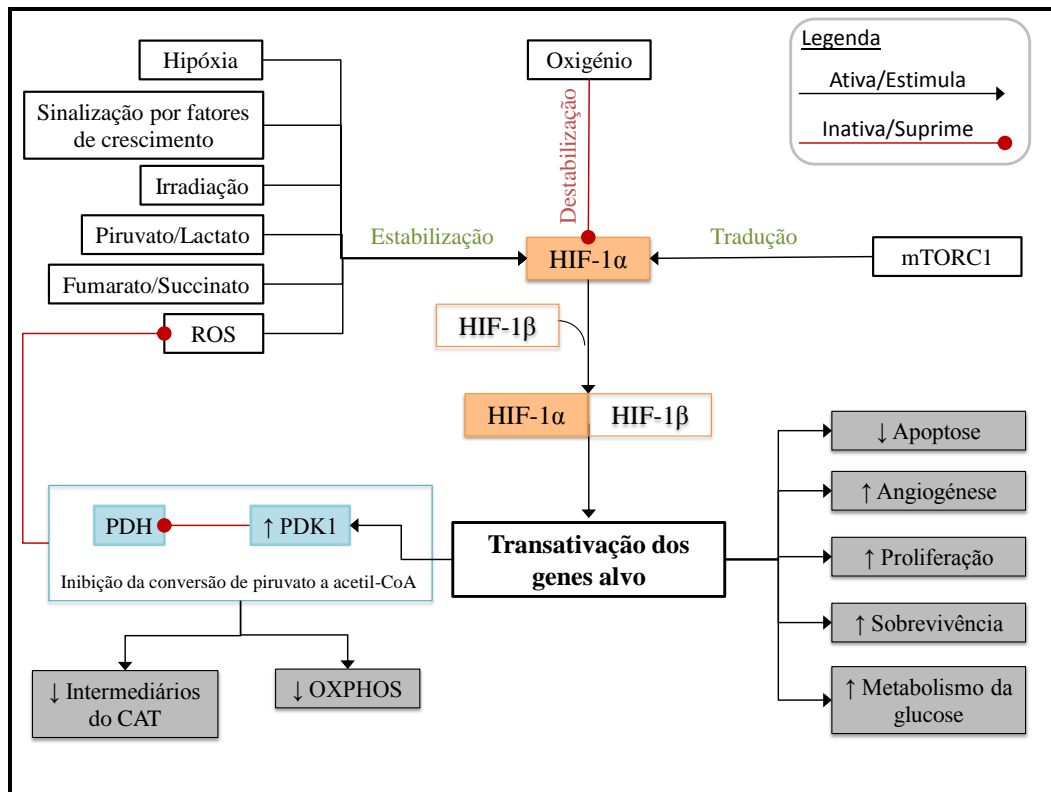 Hipóxia
Sinalização por fatores
de crescimento
Irradiação
Piruvato/Lactato
Fumarato/Succinato
ROS
Estabilização
Oxigénio
Destabilização
HIF-1α
Tradução
mTORC1
Legenda
Ativa/Estimula
Inativa/Suprime
HIF-1β
HIF-1α
HIF-1β
Transativação dos
genes alvo
PDH
↑ PDK1
Inibição da conversão de piruvato a acetil-CoA
↓ Intermediários
do CAT
↓ OXPHOS
↓ Apoptose
↑ Angiogénese
↑ Proliferação
↑ Sobrevivência
↑ Metabolismo da
glucose